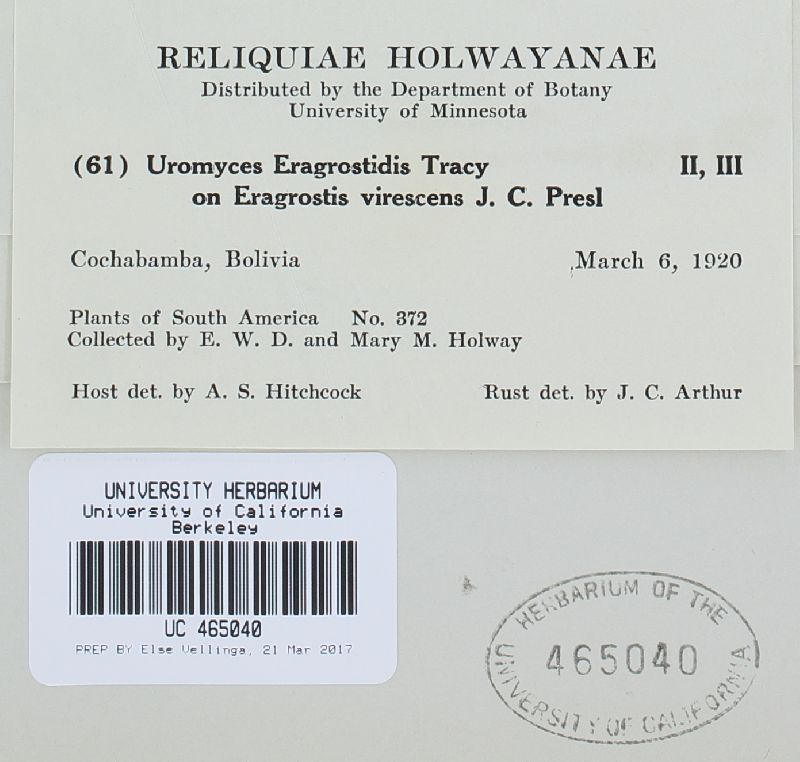 RELIQUIAE HOLWAYANAE
Distributed by the Department of Botany
University of Minnesota
(61) Uromyces Eragrostidis Tracy II, III
on Eragrostis virescens J. C. Presl
Cochabamba, Bolivia March 6, 1920
Plants of South America No. 372
Collected by E. W. D. and Mary M. Holway
Host det. by A. S. Hitchcock Rust det. by J. C. Arthur
UNIVERSITY HERBARIUM
University of California
Berkeley
UC 465040
PREP BY Else Vellinga, 21 Mar 2017
HERBARIUM OF THE
465040
UNIVERSITY OF CALIFORNIA